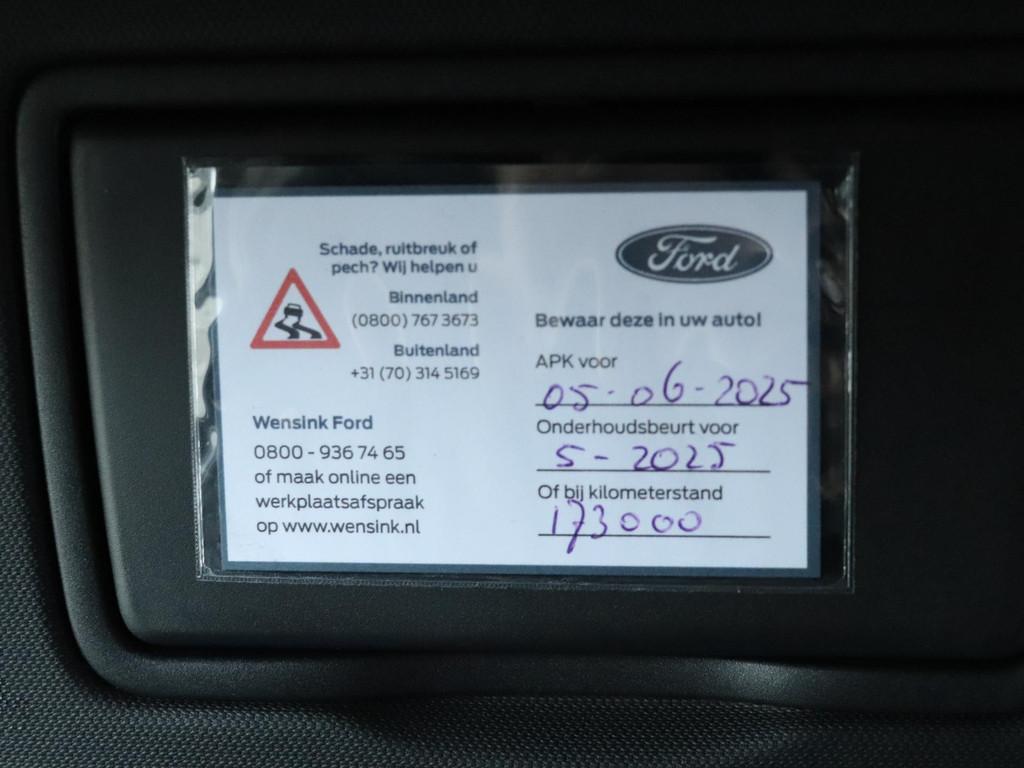 Schade, ruitbreuk of
pech? Wij helpen u
Binnenland
(0800) 767 3673
Buitenland
+31 (70) 314 5169
Wensink Ford
0800 - 936 74 65
of maak online een
werkplaatsafspraak
op www.wensink.nl
Ford
Bewaar deze in uw auto!
APK voor
05-06-2025
Onderhoudsbeurt voor
5-2025
Of bij kilometerstand
173000